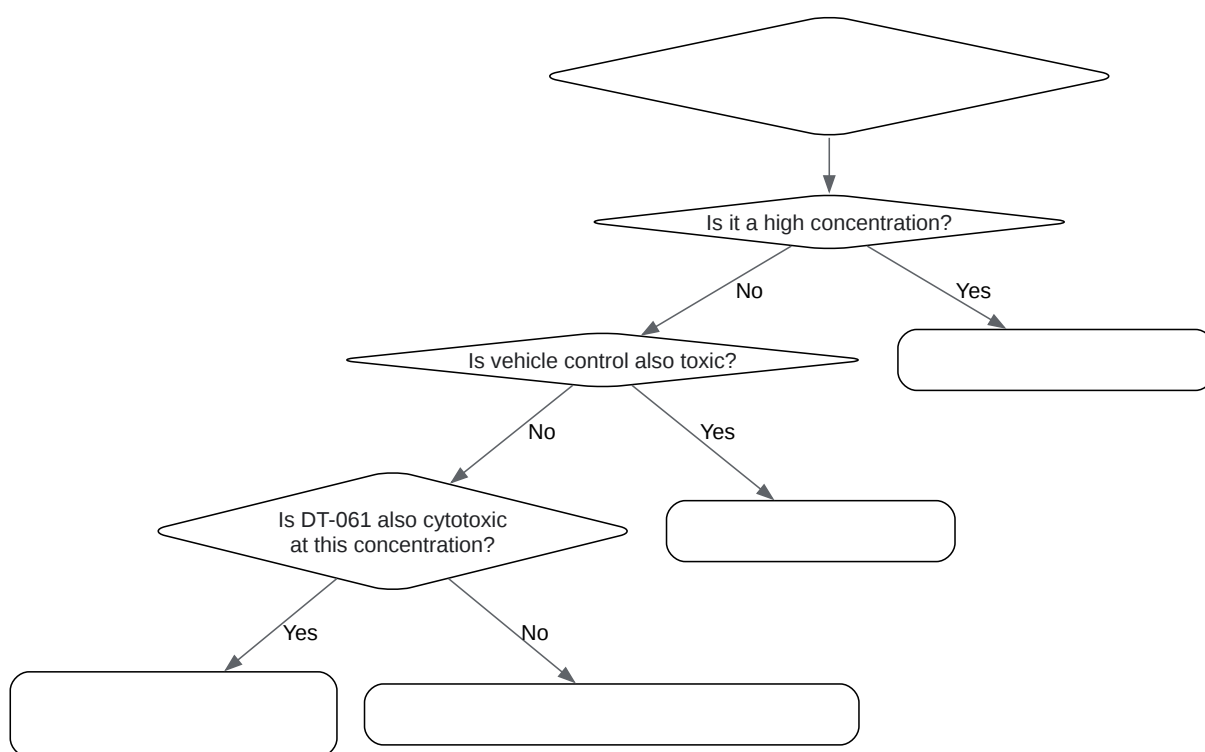 Is it a high concentration?
No
Yes
Is vehicle control also toxic?
No
Yes
Is DT-061 also cytotoxic
at this concentration?
Yes
No